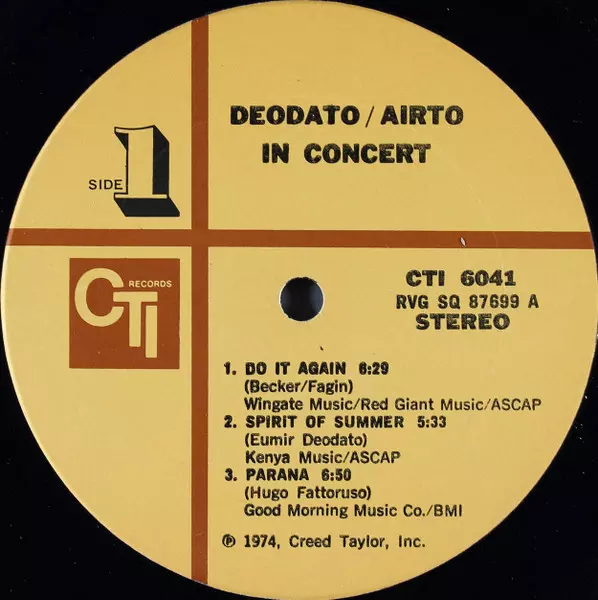 DEODATO / AIRTO
IN CONCERT
SIDE 1
CTI RECORDS
CTI 6041
RVG SQ 87699 A
STEREO
1. DO IT AGAIN 6:29
(Becker/Fagin)
Wingate Music/Red Giant Music/ASCAP
2. SPIRIT OF SUMMER 5:33
(Eumir Deodato)
Kenya Music/ASCAP
3. PARANA 6:50
(Hugo Fattoruso)
Good Morning Music Co./BMI
℗ 1974, Creed Taylor, Inc.